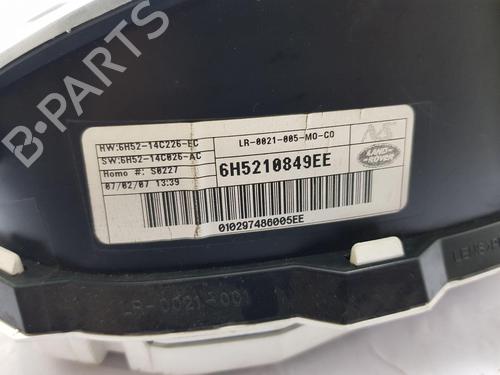 HW:6H52-14C226-EC
SW:6H52-14C026-AC
Homo #: S0227
07/02/07 13:39
LR-0021-005-MO-CO
6H5210849EE
LAND
ROVER
010297486005EE
LR-0021-001
B-PARTS